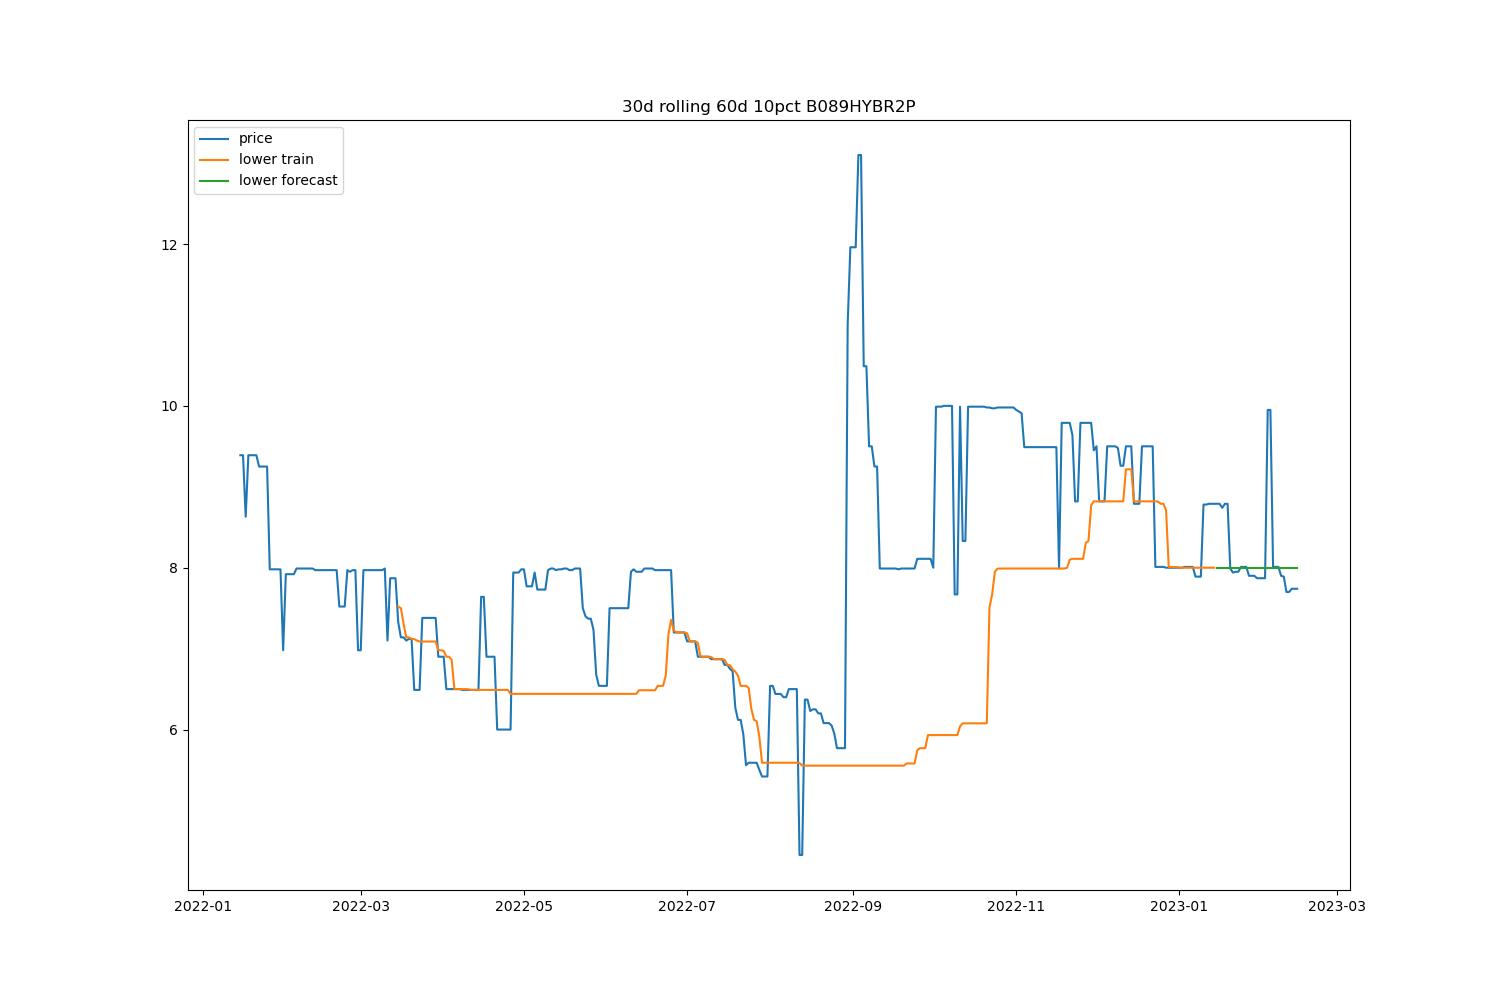 30d rolling 60d 10pct B089HYBR2P
price
lower train
lower forecast
12
10
8
6
2022-01 2022-03 2022-05 2022-07 2022-09 2022-11 2023-01 2023-03